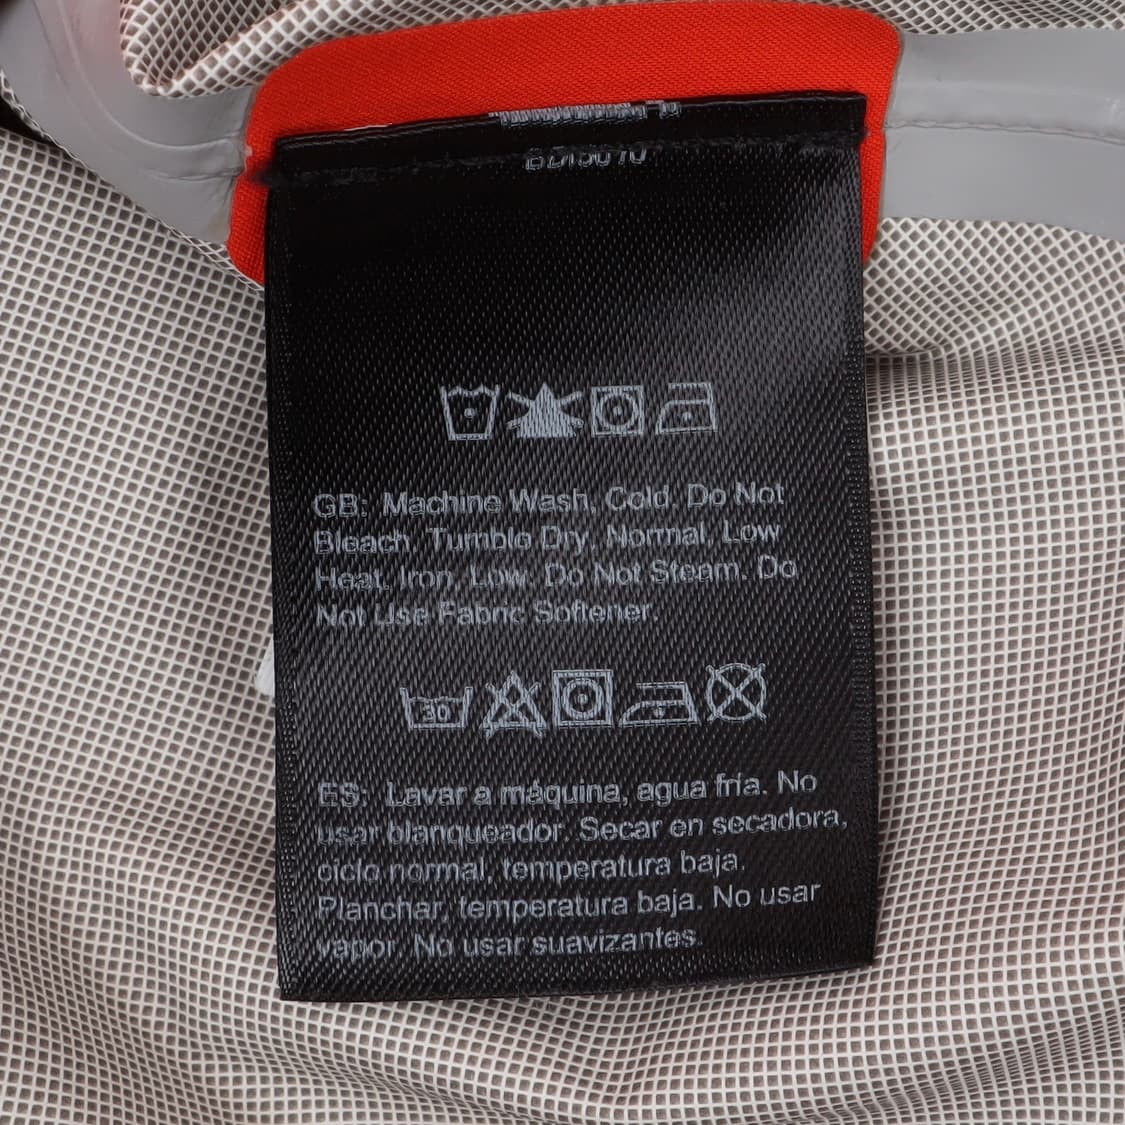 GB: Machine Wash, Cold. Do Not
Bleach. Tumble Dry, Normal, Low
Heat. Iron, Low. Do Not Steam. Do
Not Use Fabric Softener.
30
ES: Lavar a máquina, agua fría. No
usar blanqueador. Secar en secadora,
ciclo normal, temperatura baja.
Planchar, temperatura baja. No usar
vapor. No usar suavizantes.